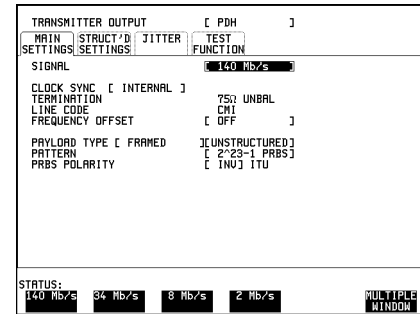 TRANSMITTER OUTPUT [ PDH ]
MAIN SETTINGS STRUCT'D SETTINGS JITTER TEST FUNCTION
SIGNAL [ 140 Mb/s ]
CLOCK SYNC [ INTERNAL ]
TERMINATION 75Ω UNBAL
LINE CODE CMI
FREQUENCY OFFSET [ OFF ]
PAYLOAD TYPE [ FRAMED ][UNSTRUCTURED]
PATTERN [ 2^23-1 PRBS]
PRBS POLARITY [ INV] ITU
STATUS:
140 Mb/s 34 Mb/s 8 Mb/s 2 Mb/s MULTIPLE WINDOW